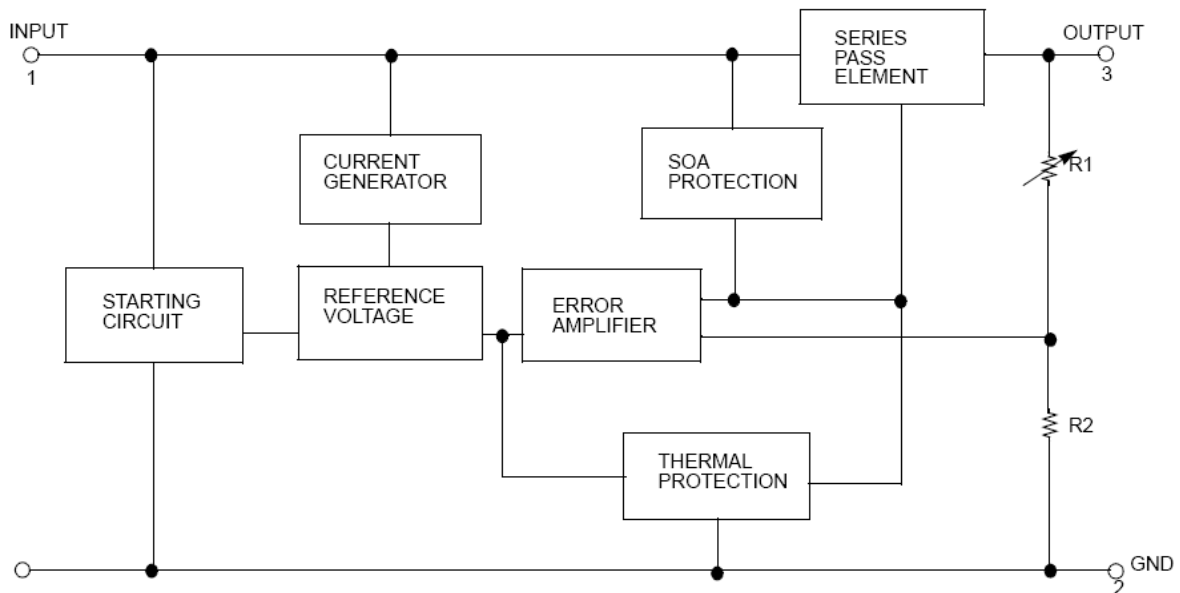 INPUT
1
SERIES
PASS
ELEMENT
OUTPUT
3
CURRENT
GENERATOR
SOA
PROTECTION
R1
STARTING
CIRCUIT
REFERENCE
VOLTAGE
ERROR
AMPLIFIER
R2
THERMAL
PROTECTION
GND
2